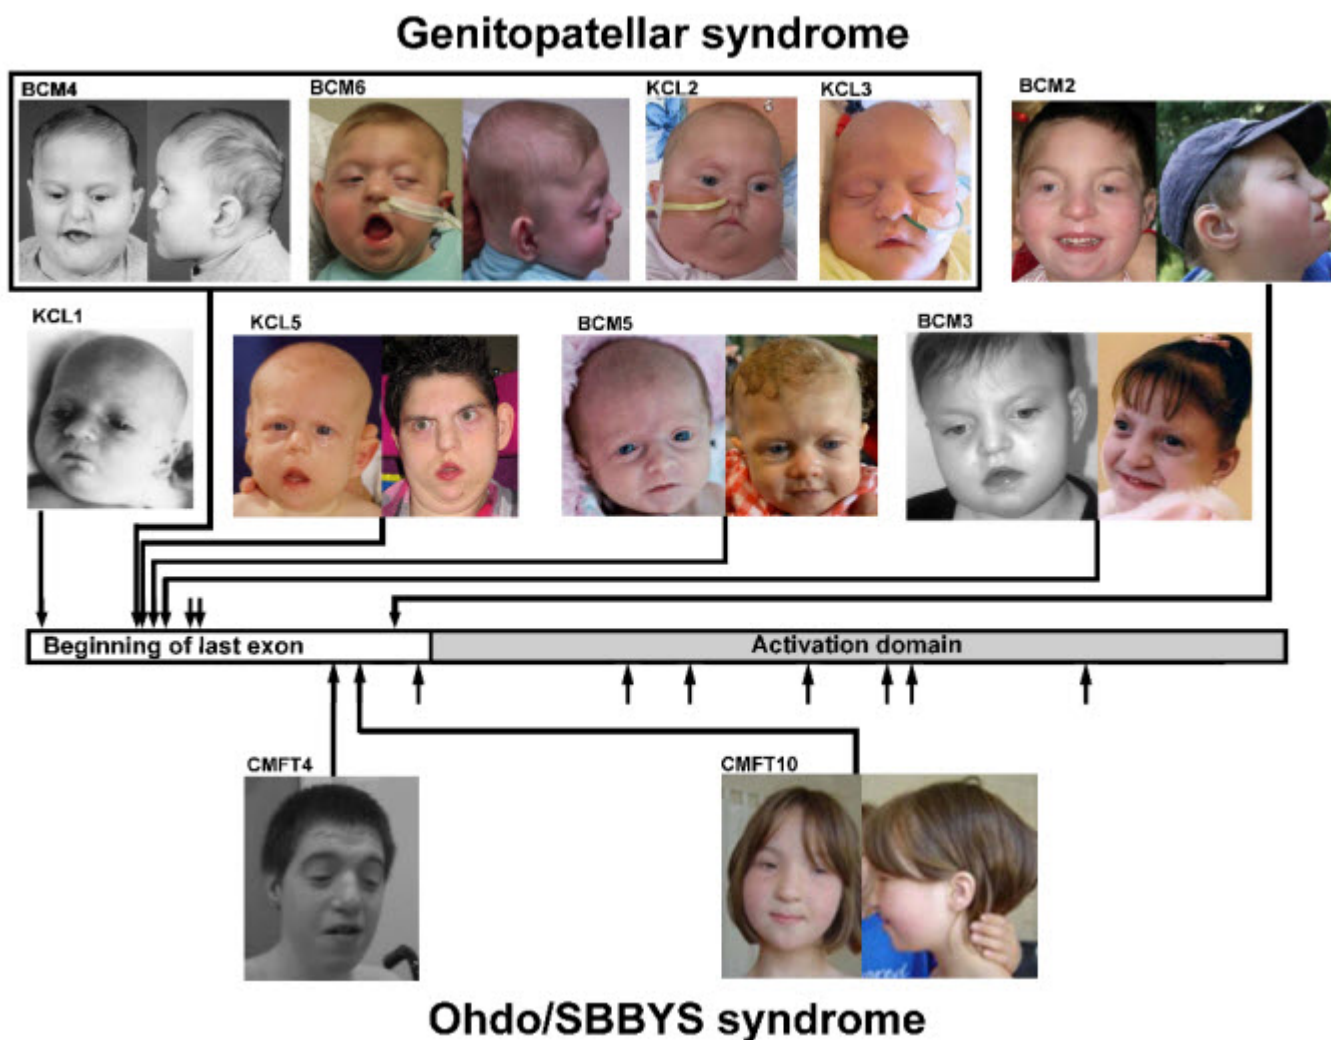 Genitopatellar syndrome
BCM4
BCM6
KCL2
KCL3
BCM2
KCL1
KCL5
BCM5
BCM3
Beginning of last exon
Activation domain
CMFT4
CMFT10
Ohdo/SBBYS syndrome